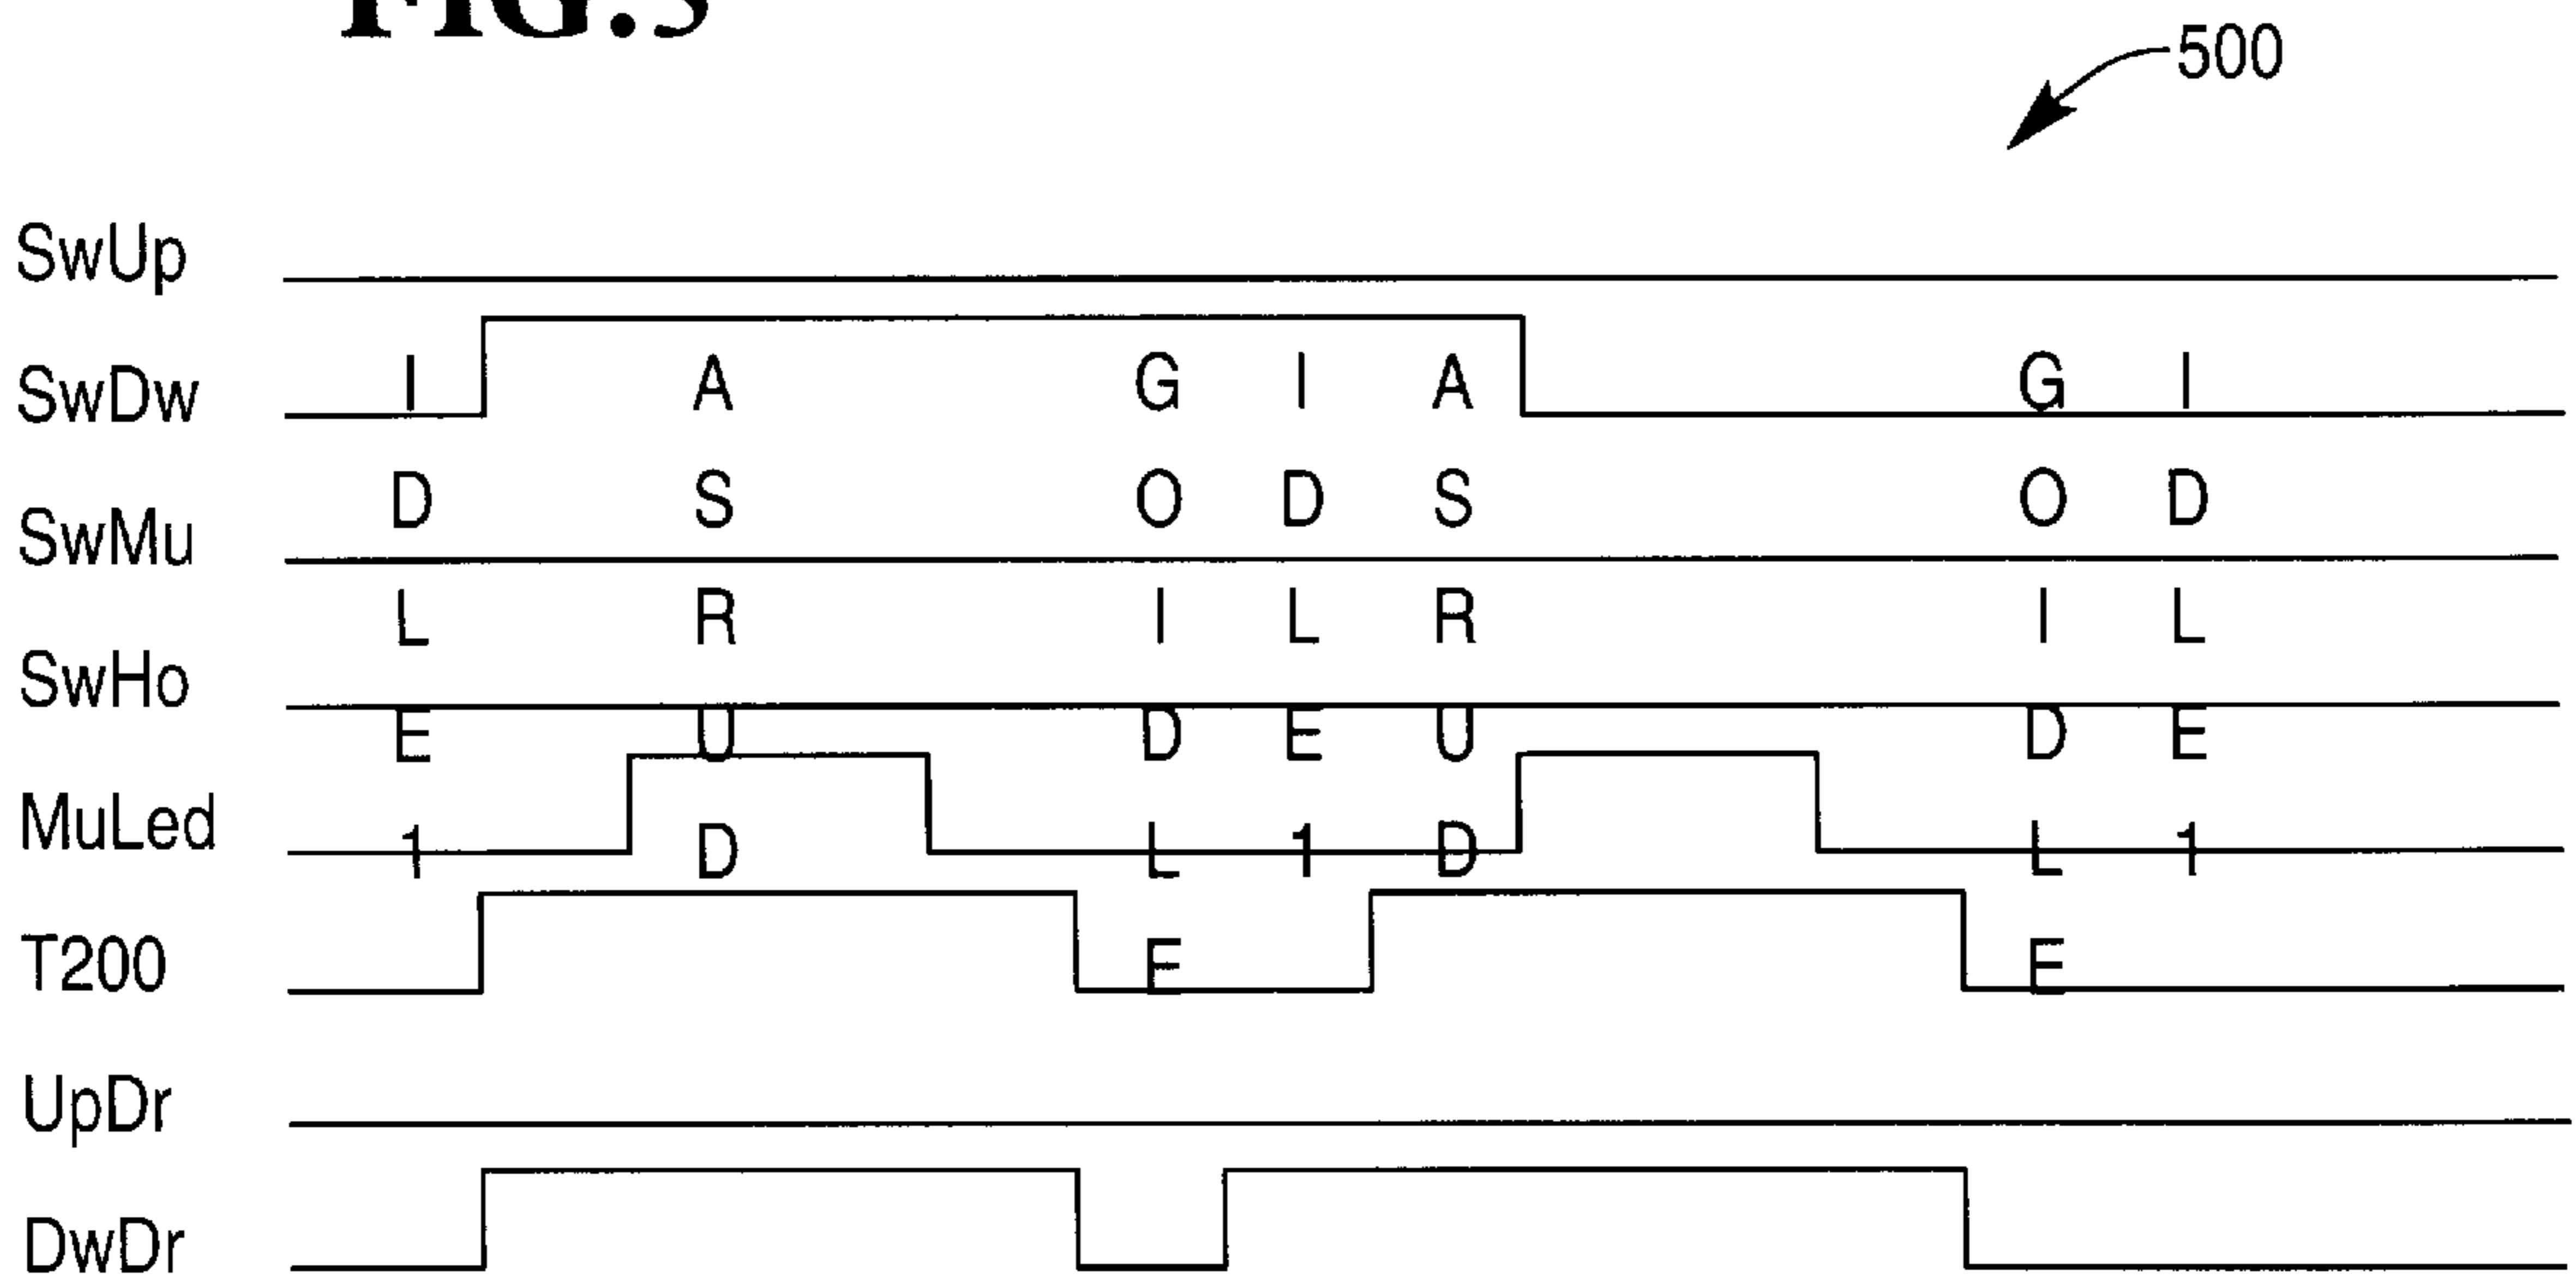 FIG.5
500
SwUp
SwDw
SwMu
SwHo
MuLed
T200
UpDr
DwDr
IDLE1
ASRUD
GOIDLE
IDLE1
ASRUD
GOIDLE
IDLE1